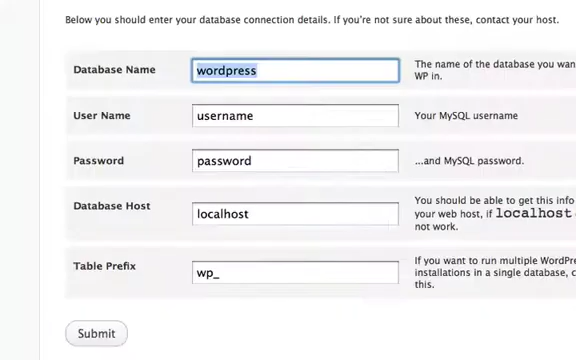 Below you should enter your database connection details. If you're not sure about these, contact your host.
Database Name
wordpress
The name of the database you wan
WP in.
User Name
username
Your MySQL username
Password
password
...and MySQL password.
Database Host
localhost
You should be able to get this info
your web host, if localhost
not work.
Table Prefix
wp_
If you want to run multiple WordPre
installations in a single database, c
this.
Submit